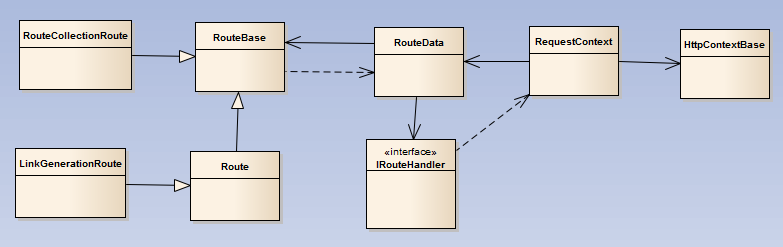 RouteCollectionRoute
RouteBase
RouteData
RequestContext
HttpContextBase
LinkGenerationRoute
Route
«interface»
IRouteHandler